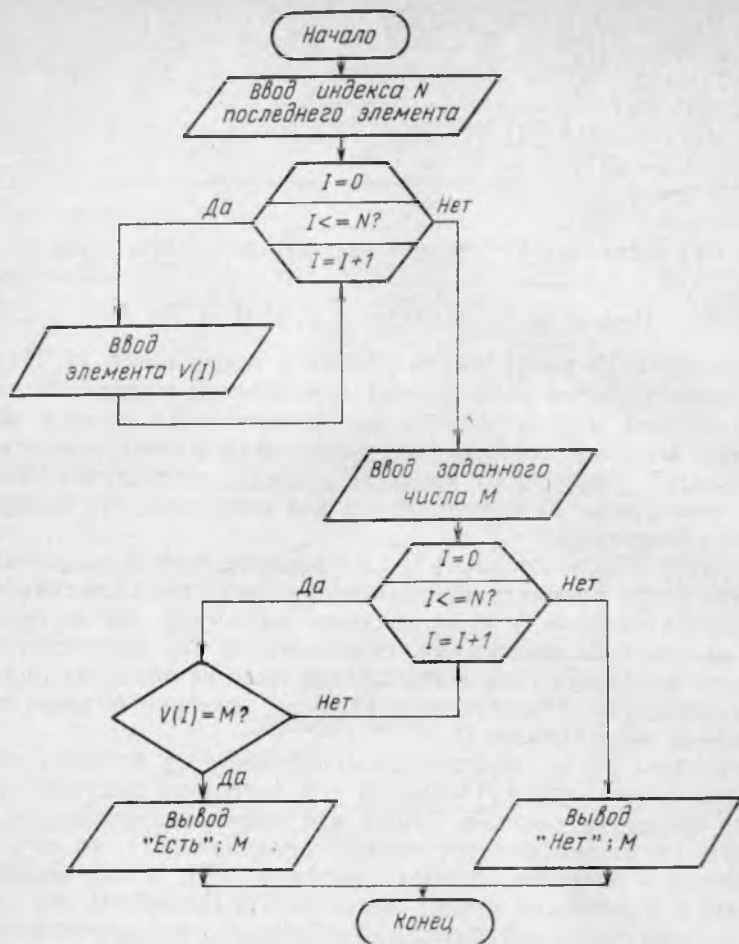 Начало
Ввод индекса N
последнего элемента
I=0
Да
I<=N?
Нет
I=I+1
Ввод
элемента V(I)
Ввод заданного
числа M
I=0
Да
I<=N?
Нет
I=I+1
V(I)=M?
Нет
Да
Вывод
"Есть"; M
Вывод
"Нет"; M
Конец